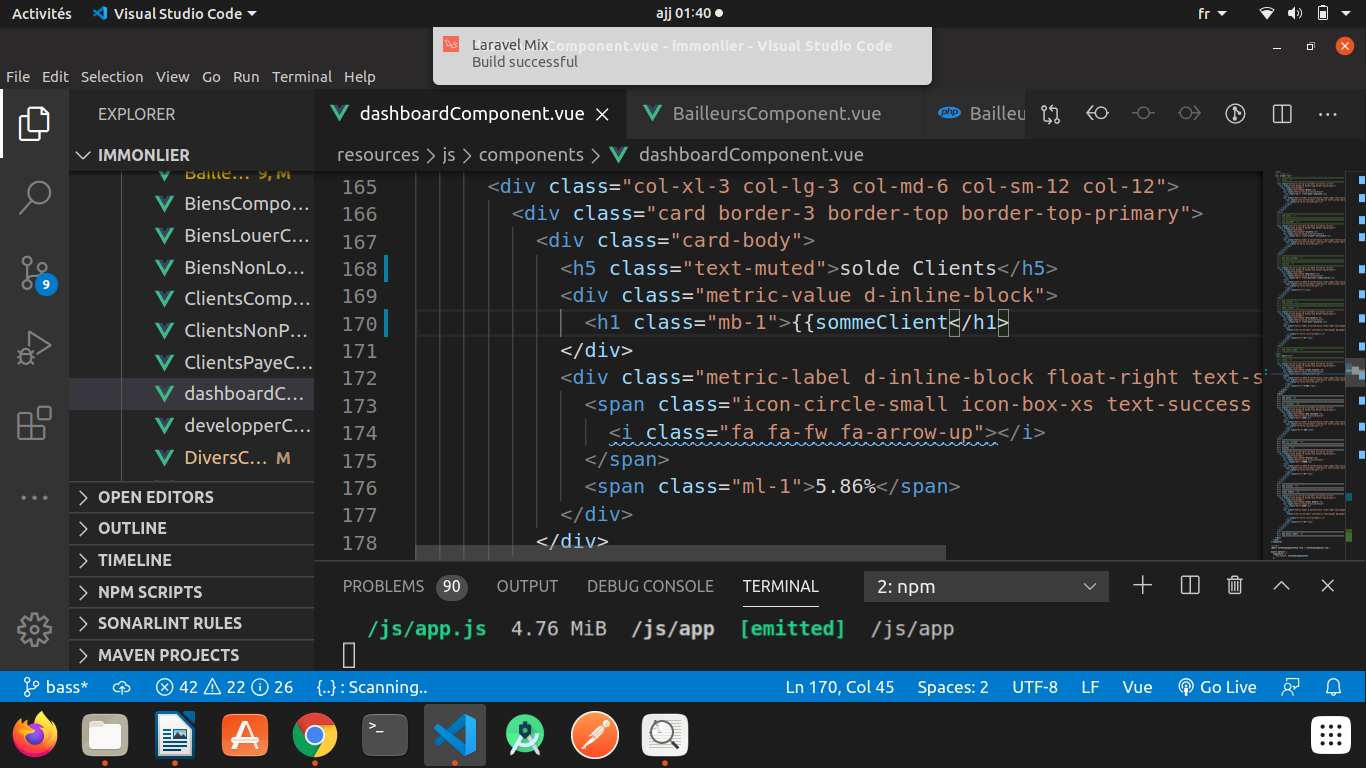 Activités Visual Studio Code ajj 01:40 fr
Component.vue - immonlier - Visual Studio Code
Laravel Mix
Build successful
File Edit Selection View Go Run Terminal Help
EXPLORER
dashboardComponent.vue BailleursComponent.vue php Bailleu
IMMONLIER
resources js components dashboardComponent.vue
Baille... 9, M
BiensCompo...
BiensLouerC...
BiensNonLo...
ClientsComp...
ClientsNonP...
ClientsPayeC...
dashboardC...
developperC...
DiversC... M
9
OPEN EDITORS
OUTLINE
TIMELINE
NPM SCRIPTS
SONARLINT RULES
MAVEN PROJECTS
165 <div class="col-xl-3 col-lg-3 col-md-6 col-sm-12 col-12">
166 <div class="card border-3 border-top border-top-primary">
167 <div class="card-body">
168 <h5 class="text-muted">solde Clients</h5>
169 <div class="metric-value d-inline-block">
170 <h1 class="mb-1">{{sommeClient</h1>
171 </div>
172 <div class="metric-label d-inline-block float-right text-s
173 <span class="icon-circle-small icon-box-xs text-success
174 <i class="fa fa-fw fa-arrow-up"></i>
175 </span>
176 <span class="ml-1">5.86%</span>
177 </div>
178 </div>
PROBLEMS 90 OUTPUT DEBUG CONSOLE TERMINAL 2: npm
/js/app.js 4.76 MiB /js/app [emitted] /js/app
bass* 42 22 26 {..} : Scanning.. Ln 170, Col 45 Spaces: 2 UTF-8 LF Vue Go Live
>_